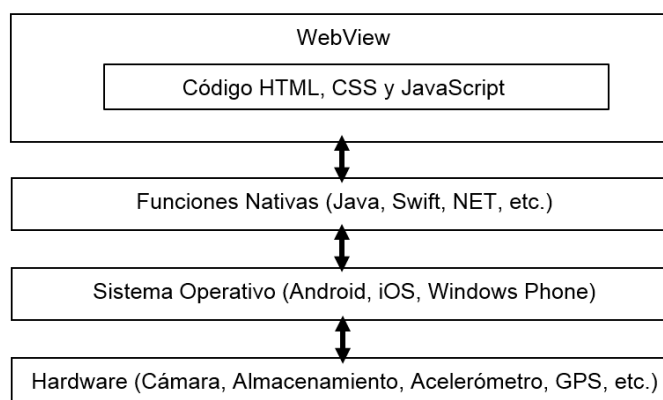 WebView
Código HTML, CSS y JavaScript
Funciones Nativas (Java, Swift, NET, etc.)
Sistema Operativo (Android, iOS, Windows Phone)
Hardware (Cámara, Almacenamiento, Acelerómetro, GPS, etc.)